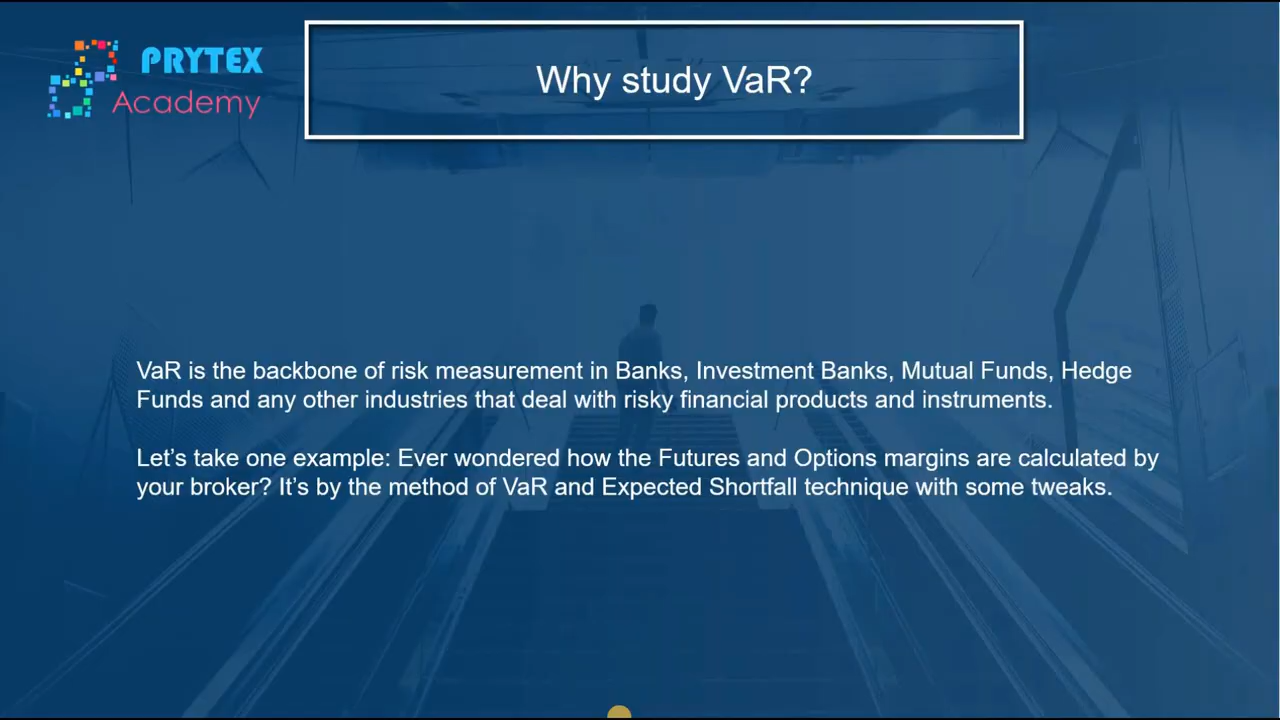 PRYTEX
Academy
Why study VaR?
VaR is the backbone of risk measurement in Banks, Investment Banks, Mutual Funds, Hedge
Funds and any other industries that deal with risky financial products and instruments.
Let’s take one example: Ever wondered how the Futures and Options margins are calculated by
your broker? It’s by the method of VaR and Expected Shortfall technique with some tweaks.